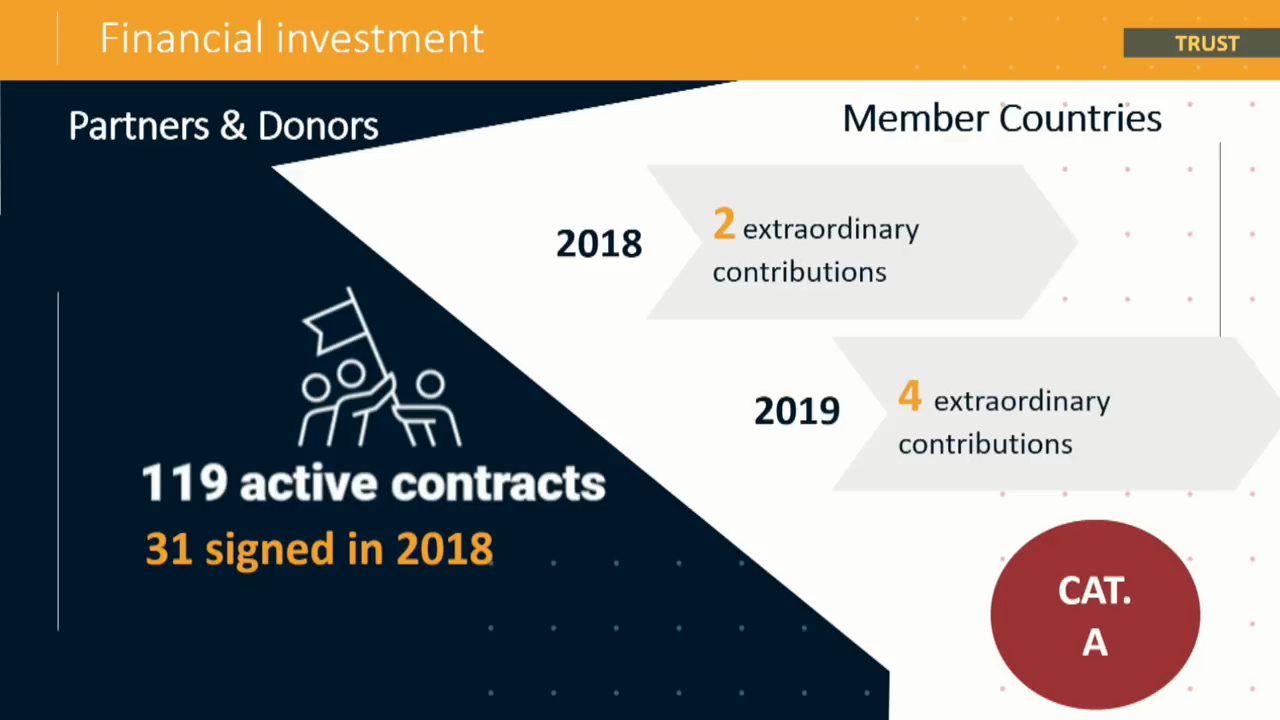 Financial investment
TRUST
Partners & Donors
119 active contracts
31 signed in 2018
Member Countries
2018
2 extraordinary
contributions
2019
4 extraordinary
contributions
CAT.
A